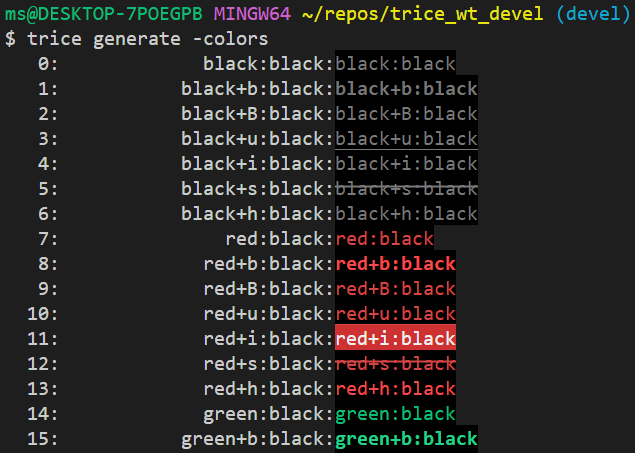 ms@DESKTOP-7POEGPB MINGW64 ~/repos/trice_wt_devel (devel)
$ trice generate -colors
0: black:black:black:black
1: black+b:black:black+b:black
2: black+B:black:black+B:black
3: black+u:black:black+u:black
4: black+i:black:black+i:black
5: black+s:black:black+s:black
6: black+h:black:black+h:black
7: red:black:red:black
8: red+b:black:red+b:black
9: red+B:black:red+B:black
10: red+u:black:red+u:black
11: red+i:black:red+i:black
12: red+s:black:red+s:black
13: red+h:black:red+h:black
14: green:black:green:black
15: green+b:black:green+b:black